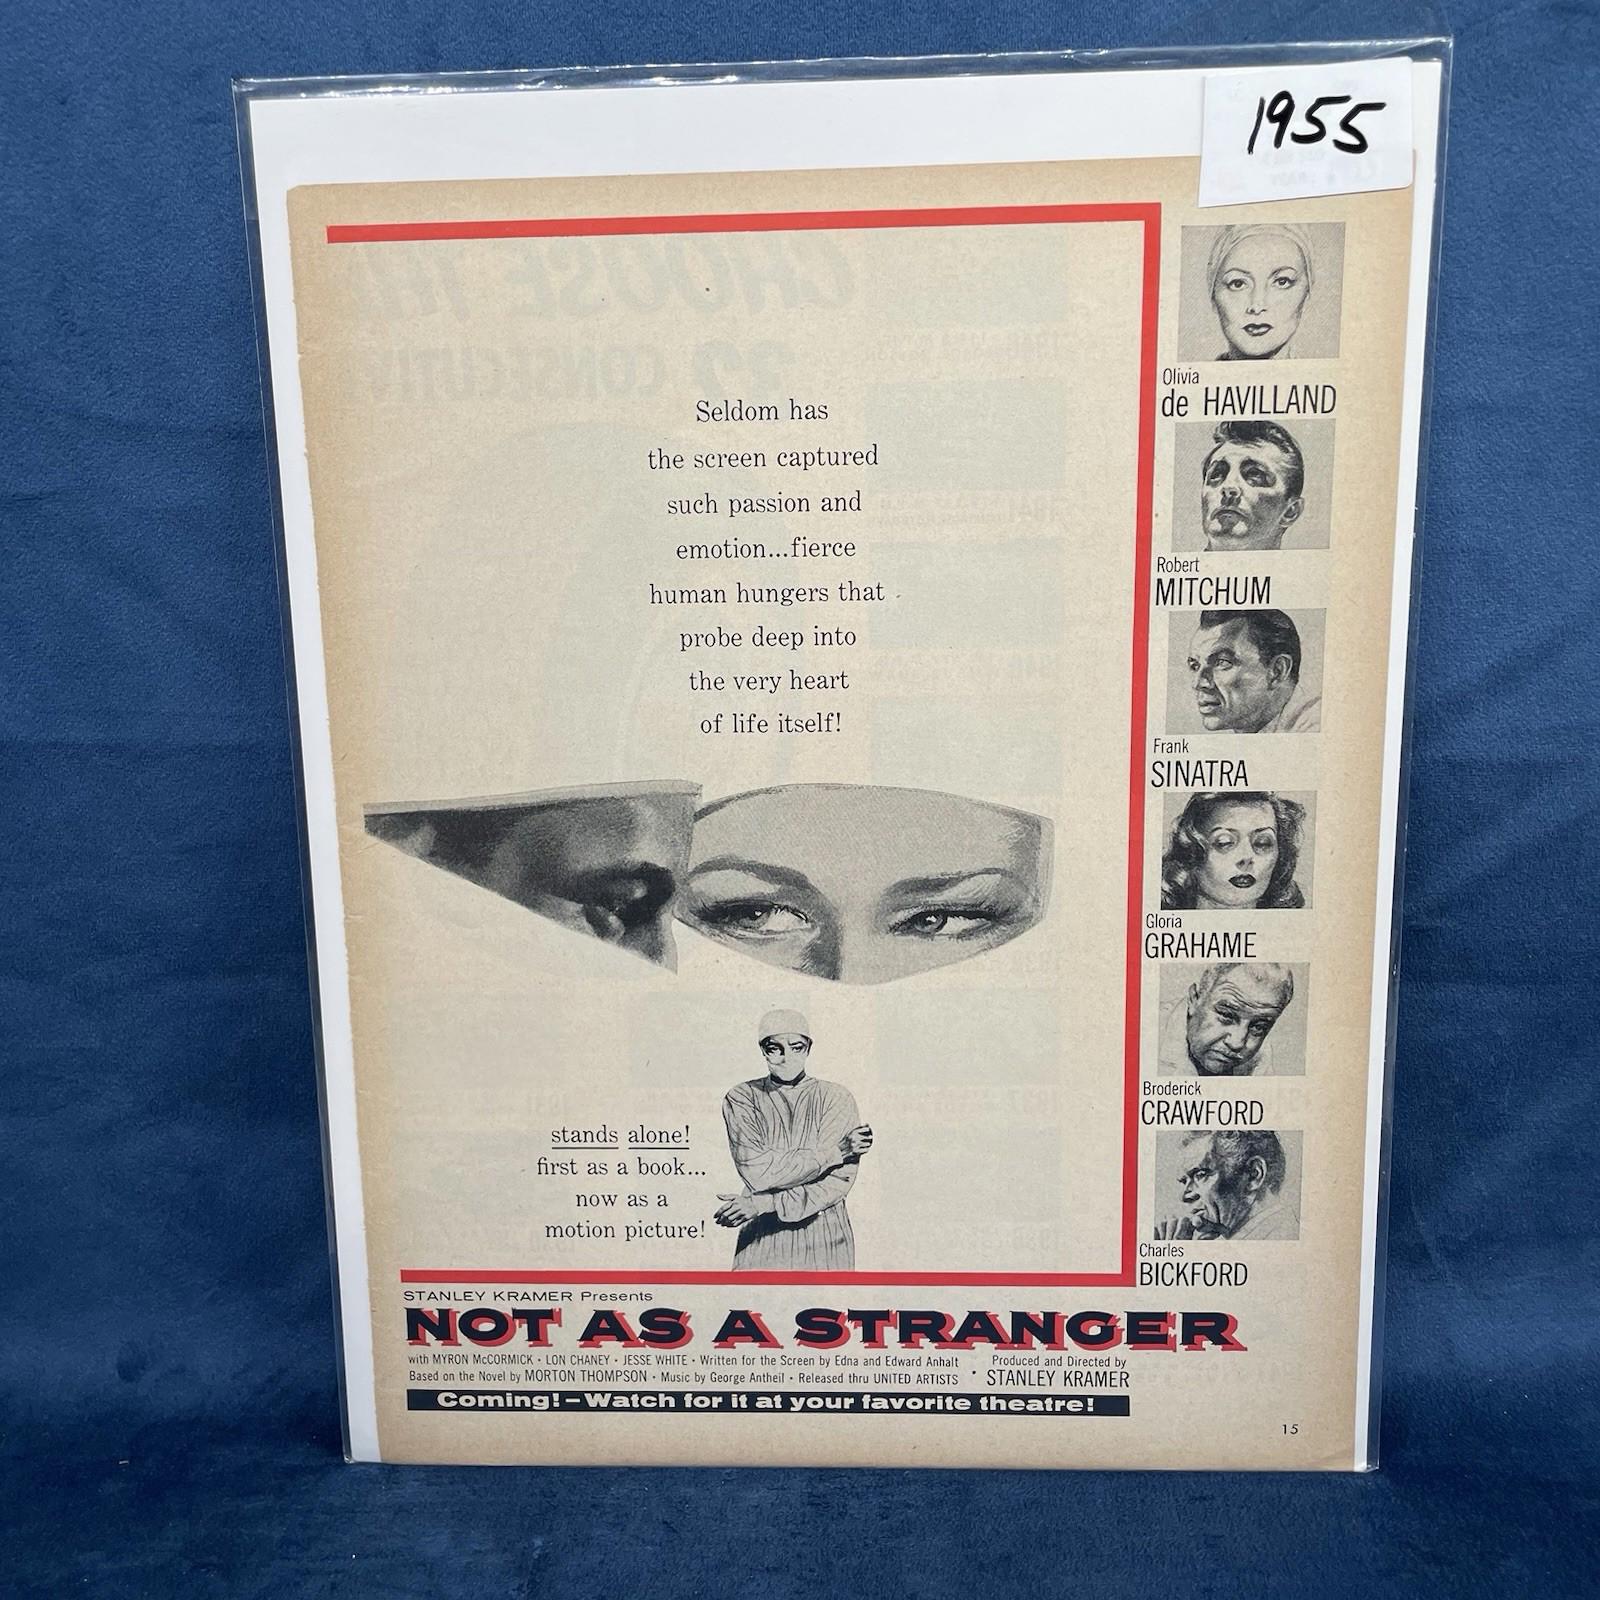 1955
Seldom has
the screen captured
such passion and
emotion...fierce
human hungers that
probe deep into
the very heart
of life itself!
stands alone!
first as a book...
now as a
motion picture!
Olivia
de HAVILLAND
Robert
MITCHUM
Frank
SINATRA
Gloria
GRAHAME
Broderick
CRAWFORD
Charles
BICKFORD
STANLEY KRAMER Presents
NOT AS A STRANGER
with MYRON McCORMICK • LON CHANEY • JESSE WHITE • Written for the Screen by Edna and Edward Anhalt
Based on the Novel by MORTON THOMPSON • Music by George Antheil • Released thru UNITED ARTISTS •
Produced and Directed by
STANLEY KRAMER
Coming!–Watch for it at your favorite theatre!
15